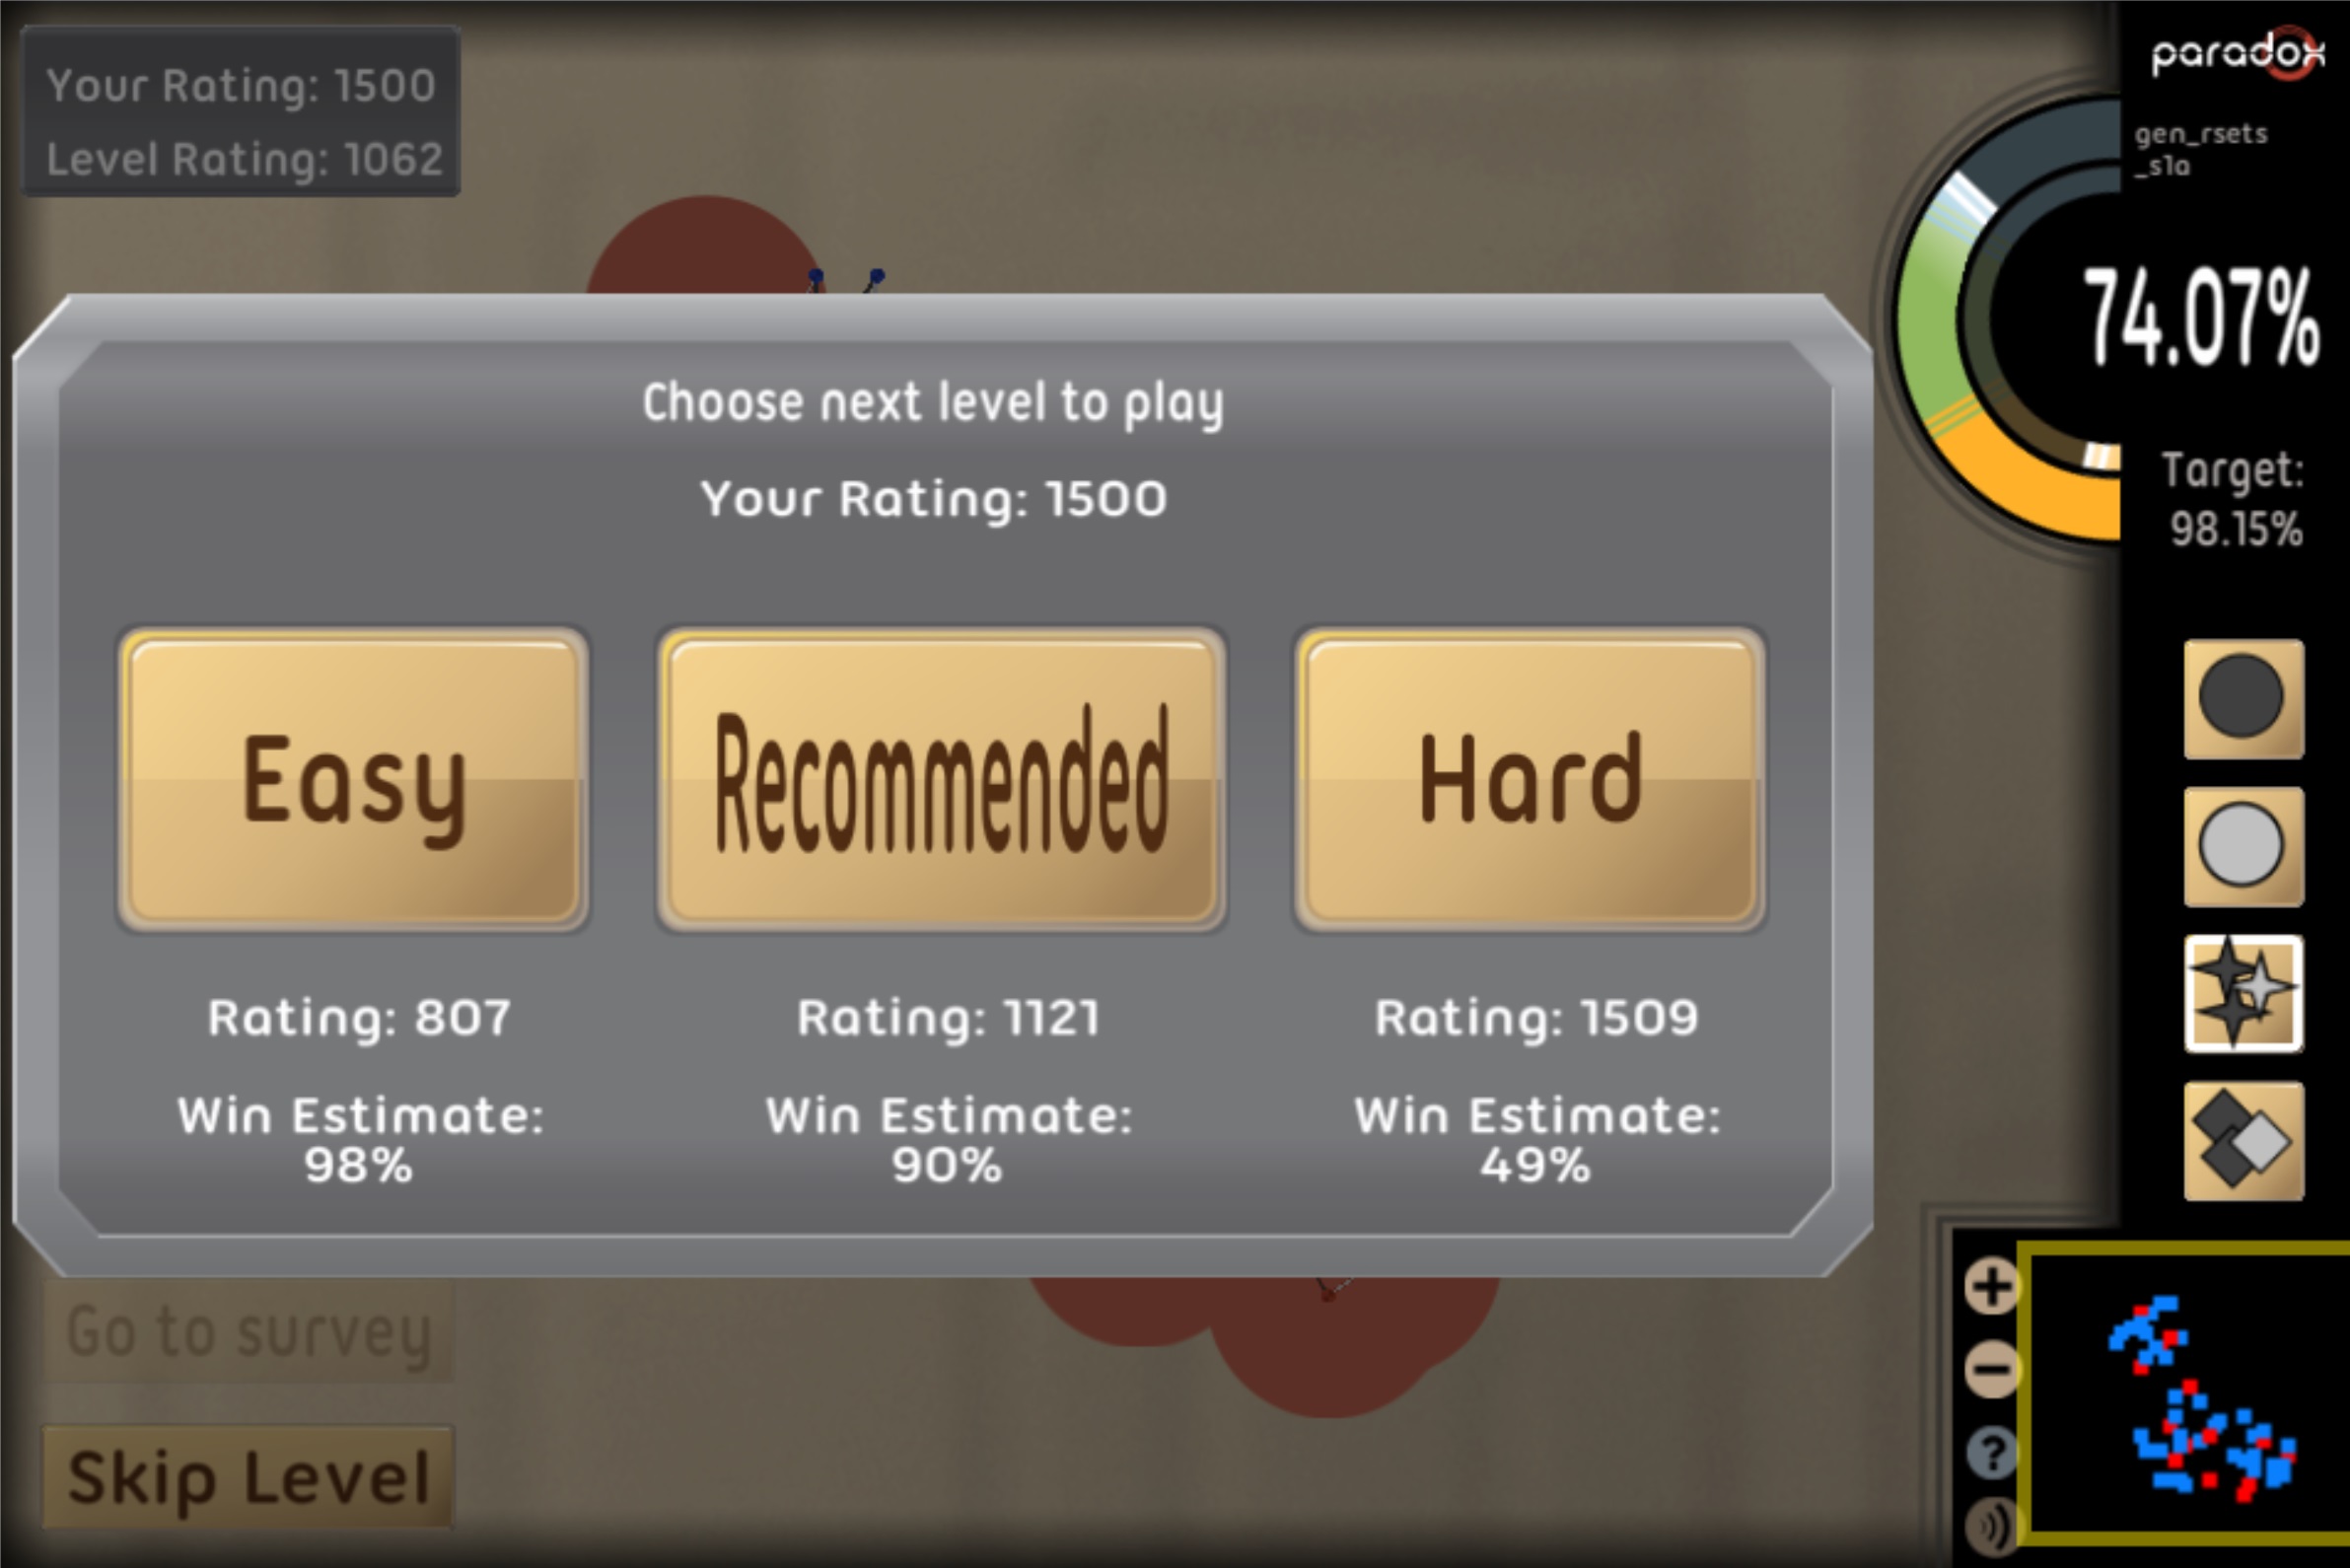 Your Rating: 1500
Level Rating: 1062
paradox
gen_rsets
_s1a
74.07%
Target:
98.15%
Choose next level to play
Your Rating: 1500
Easy
Recommended
Hard
Rating: 807
Rating: 1121
Rating: 1509
Win Estimate:
98%
Win Estimate:
90%
Win Estimate:
49%
Go to survey
Skip Level
?